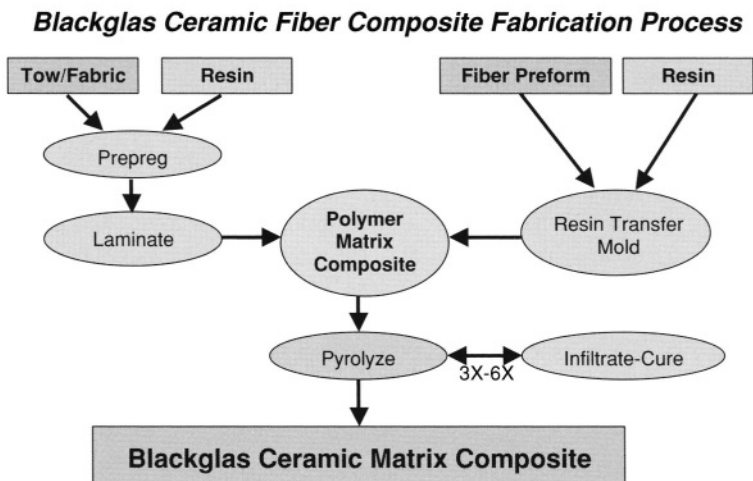 Blackglas Ceramic Fiber Composite Fabrication Process
Tow/Fabric
Resin
Fiber Preform
Resin
Prepreg
Laminate
Polymer
Matrix
Composite
Resin Transfer
Mold
Pyrolyze
3X-6X
Infiltrate-Cure
Blackglas Ceramic Matrix Composite